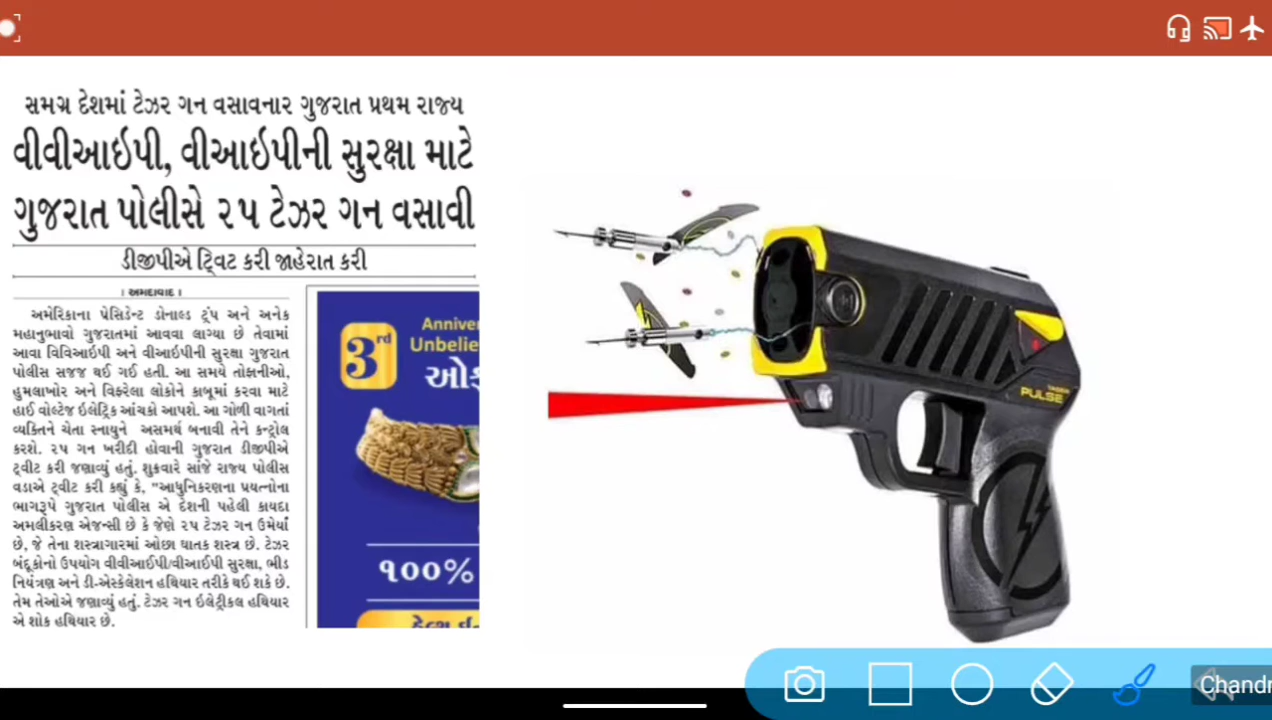 સમગ્ર દેશમાં ટેઝર ગન વસાવનાર ગુજરાત પ્રથમ રાજ્ય
વીવીઆઇપી, વીઆઇપીની સુરક્ષા માટે
ગુજરાત પોલીસે ૨૫ ટેઝર ગન વસાવી
ડીજીપીએ ટ્વિટ કરી જાહેરાત કરી
। અમદાવાદ ।
અમેરિકાના પ્રેસિડેન્ટ ડોનાલ્ડ ટ્રંપ અને અનેક
મહાનુભાવો ગુજરાતમાં આવવા લાગ્યા છે તેવામાં
આવા વિવિઆઇપી અને વીઆઇપીની સુરક્ષા ગુજરાત
પોલીસ સજ્જ થઈ ગઈ હતી. આ સમયે તોફાનીઓ,
હુમલાખોર અને વિફરેલા લોકોને કાબૂમાં કરવા માટે
હાઈ વોલ્ટેજ ઇલેક્ટ્રિક આંચકો આપશે. આ ગોળી વાગતાં
વ્યક્તિને ચેતા સ્નાયુને અસમર્થ બનાવી તેને કન્ટ્રોલ
કરશે. ૨૫ ગન ખરીદી હોવાની ગુજરાત ડીજીપીએ
ટ્વીટ કરી જણાવ્યું હતું. શુક્રવારે સાંજે રાજ્ય પોલીસ
વડાએ ટ્વીટ કરી કહ્યું કે, "આધુનિકરણના પ્રયત્નોના
ભાગરૂપે ગુજરાત પોલીસ એ દેશની પહેલી કાયદા
અમલીકરણ એજન્સી છે કે જેણે ૨૫ ટેઝર ગન ઉમેર્યા
છે, જે તેના શસ્ત્રાગારમાં ઓછા ઘાતક શસ્ત્ર છે. ટેઝર
બંદૂકોનો ઉપયોગ વીવીઆઈપી/વીઆઈપી સુરક્ષા, ભીડ
નિયંત્રણ અને ડી-એસ્કેલેશન હથિયાર તરીકે થઈ શકે છે.
તેમ તેઓએ જણાવ્યું હતું. ટેઝર ગન ઇલેટ્રીકલ હથિયાર
એ શોક હથિયાર છે.
3rd
Anniver
Unbelie
ઓફ
૧૦૦%
TASER
PULSE
Chandr